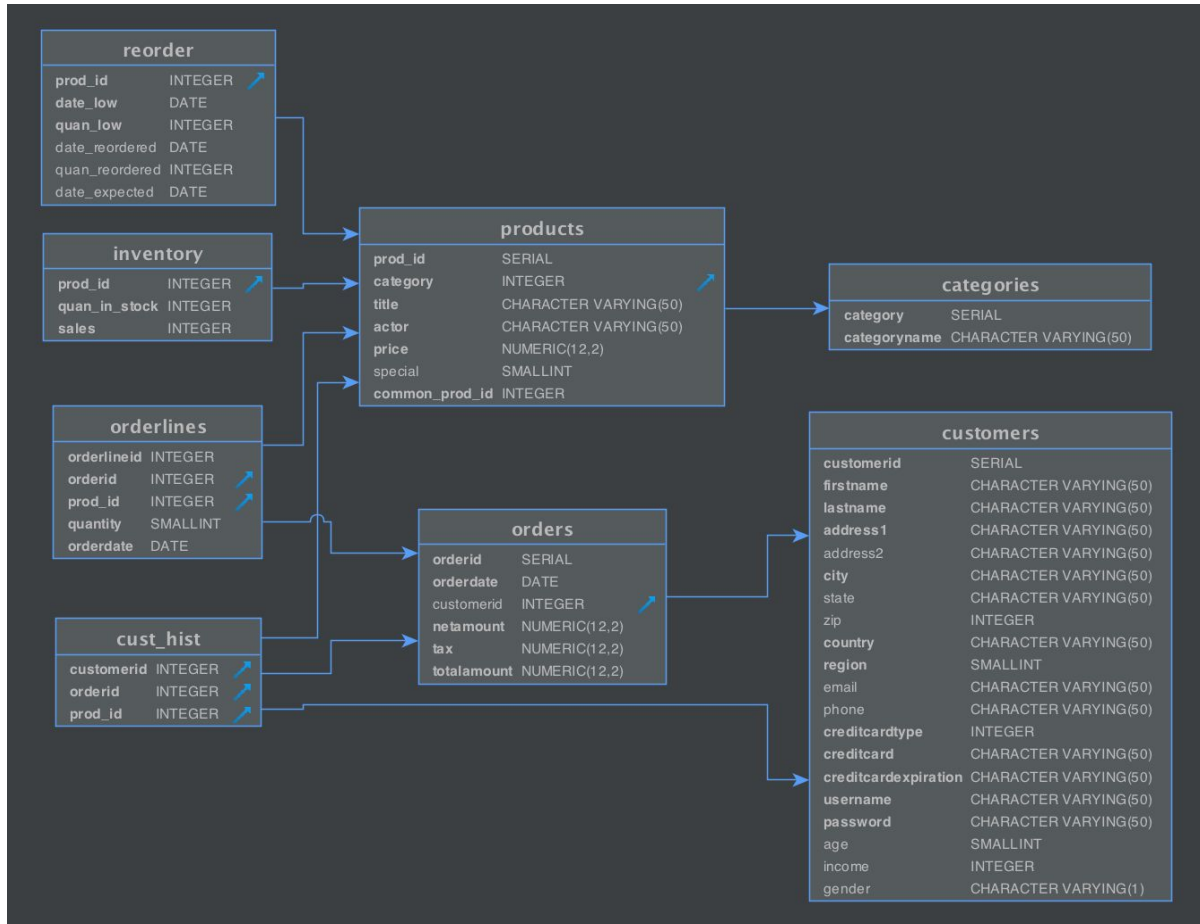 reorder
prod_id INTEGER
date_low DATE
quan_low INTEGER
date_reordered DATE
quan_reordered INTEGER
date_expected DATE
inventory
prod_id INTEGER
quan_in_stock INTEGER
sales INTEGER
products
prod_id SERIAL
category INTEGER
title CHARACTER VARYING(50)
actor CHARACTER VARYING(50)
price NUMERIC(12,2)
special SMALLINT
common_prod_id INTEGER
categories
category SERIAL
categoryname CHARACTER VARYING(50)
orderlines
orderlineid INTEGER
orderid INTEGER
prod_id INTEGER
quantity SMALLINT
orderdate DATE
orders
orderid SERIAL
orderdate DATE
customerid INTEGER
netamount NUMERIC(12,2)
tax NUMERIC(12,2)
totalamount NUMERIC(12,2)
cust_hist
customerid INTEGER
orderid INTEGER
prod_id INTEGER
customers
customerid SERIAL
firstname CHARACTER VARYING(50)
lastname CHARACTER VARYING(50)
address1 CHARACTER VARYING(50)
address2 CHARACTER VARYING(50)
city CHARACTER VARYING(50)
state CHARACTER VARYING(50)
zip INTEGER
country CHARACTER VARYING(50)
region SMALLINT
email CHARACTER VARYING(50)
phone CHARACTER VARYING(50)
creditcardtype INTEGER
creditcard CHARACTER VARYING(50)
creditcardexpiration CHARACTER VARYING(50)
username CHARACTER VARYING(50)
password CHARACTER VARYING(50)
age SMALLINT
income INTEGER
gender CHARACTER VARYING(1)